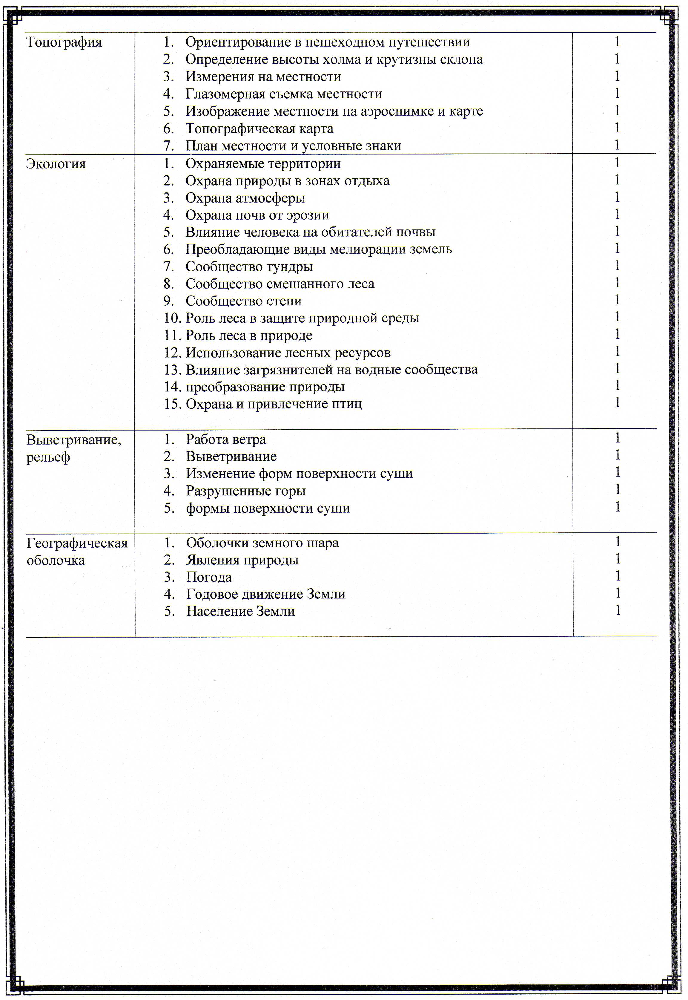 Топография 1. Ориентирование в пешеходном путешествии 1
2. Определение высоты холма и крутизны склона 1
3. Измерения на местности 1
4. Глазомерная съемка местности 1
5. Изображение местности на аэроснимке и карте 1
6. Топографическая карта 1
7. План местности и условные знаки 1
Экология 1. Охраняемые территории 1
2. Охрана природы в зонах отдыха 1
3. Охрана атмосферы 1
4. Охрана почв от эрозии 1
5. Влияние человека на обитателей почвы 1
6. Преобладающие виды мелиорации земель 1
7. Сообщество тундры 1
8. Сообщество смешанного леса 1
9. Сообщество степи 1
10. Роль леса в защите природной среды 1
11. Роль леса в природе 1
12. Использование лесных ресурсов 1
13. Влияние загрязнителей на водные сообщества 1
14. преобразование природы 1
15. Охрана и привлечение птиц 1
Выветривание, 1. Работа ветра 1
рельеф 2. Выветривание 1
3. Изменение форм поверхности суши 1
4. Разрушенные горы 1
5. формы поверхности суши 1
Географическая 1. Оболочки земного шара 1
оболочка 2. Явления природы 1
3. Погода 1
4. Годовое движение Земли 1
5. Население Земли 1